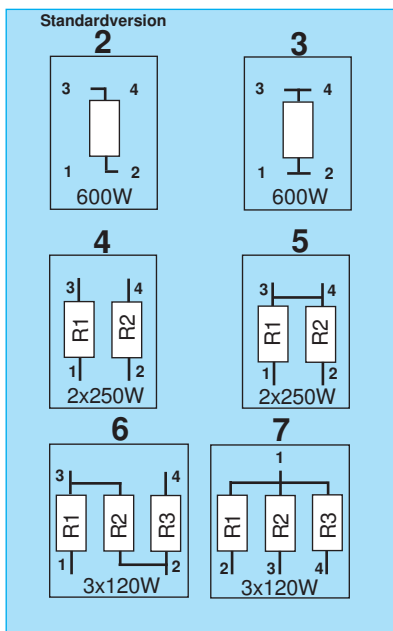 Standardversion
2 3
3 4 3 4
1 2 1 2
600W 600W
4 5
3 4 3 4
R1 R2 R1 R2
1 2 1 2
2x250W 2x250W
6 7
3 4 1
R1 R2 R3 R1 R2 R3
1 2 2 3 4
3x120W 3x120W